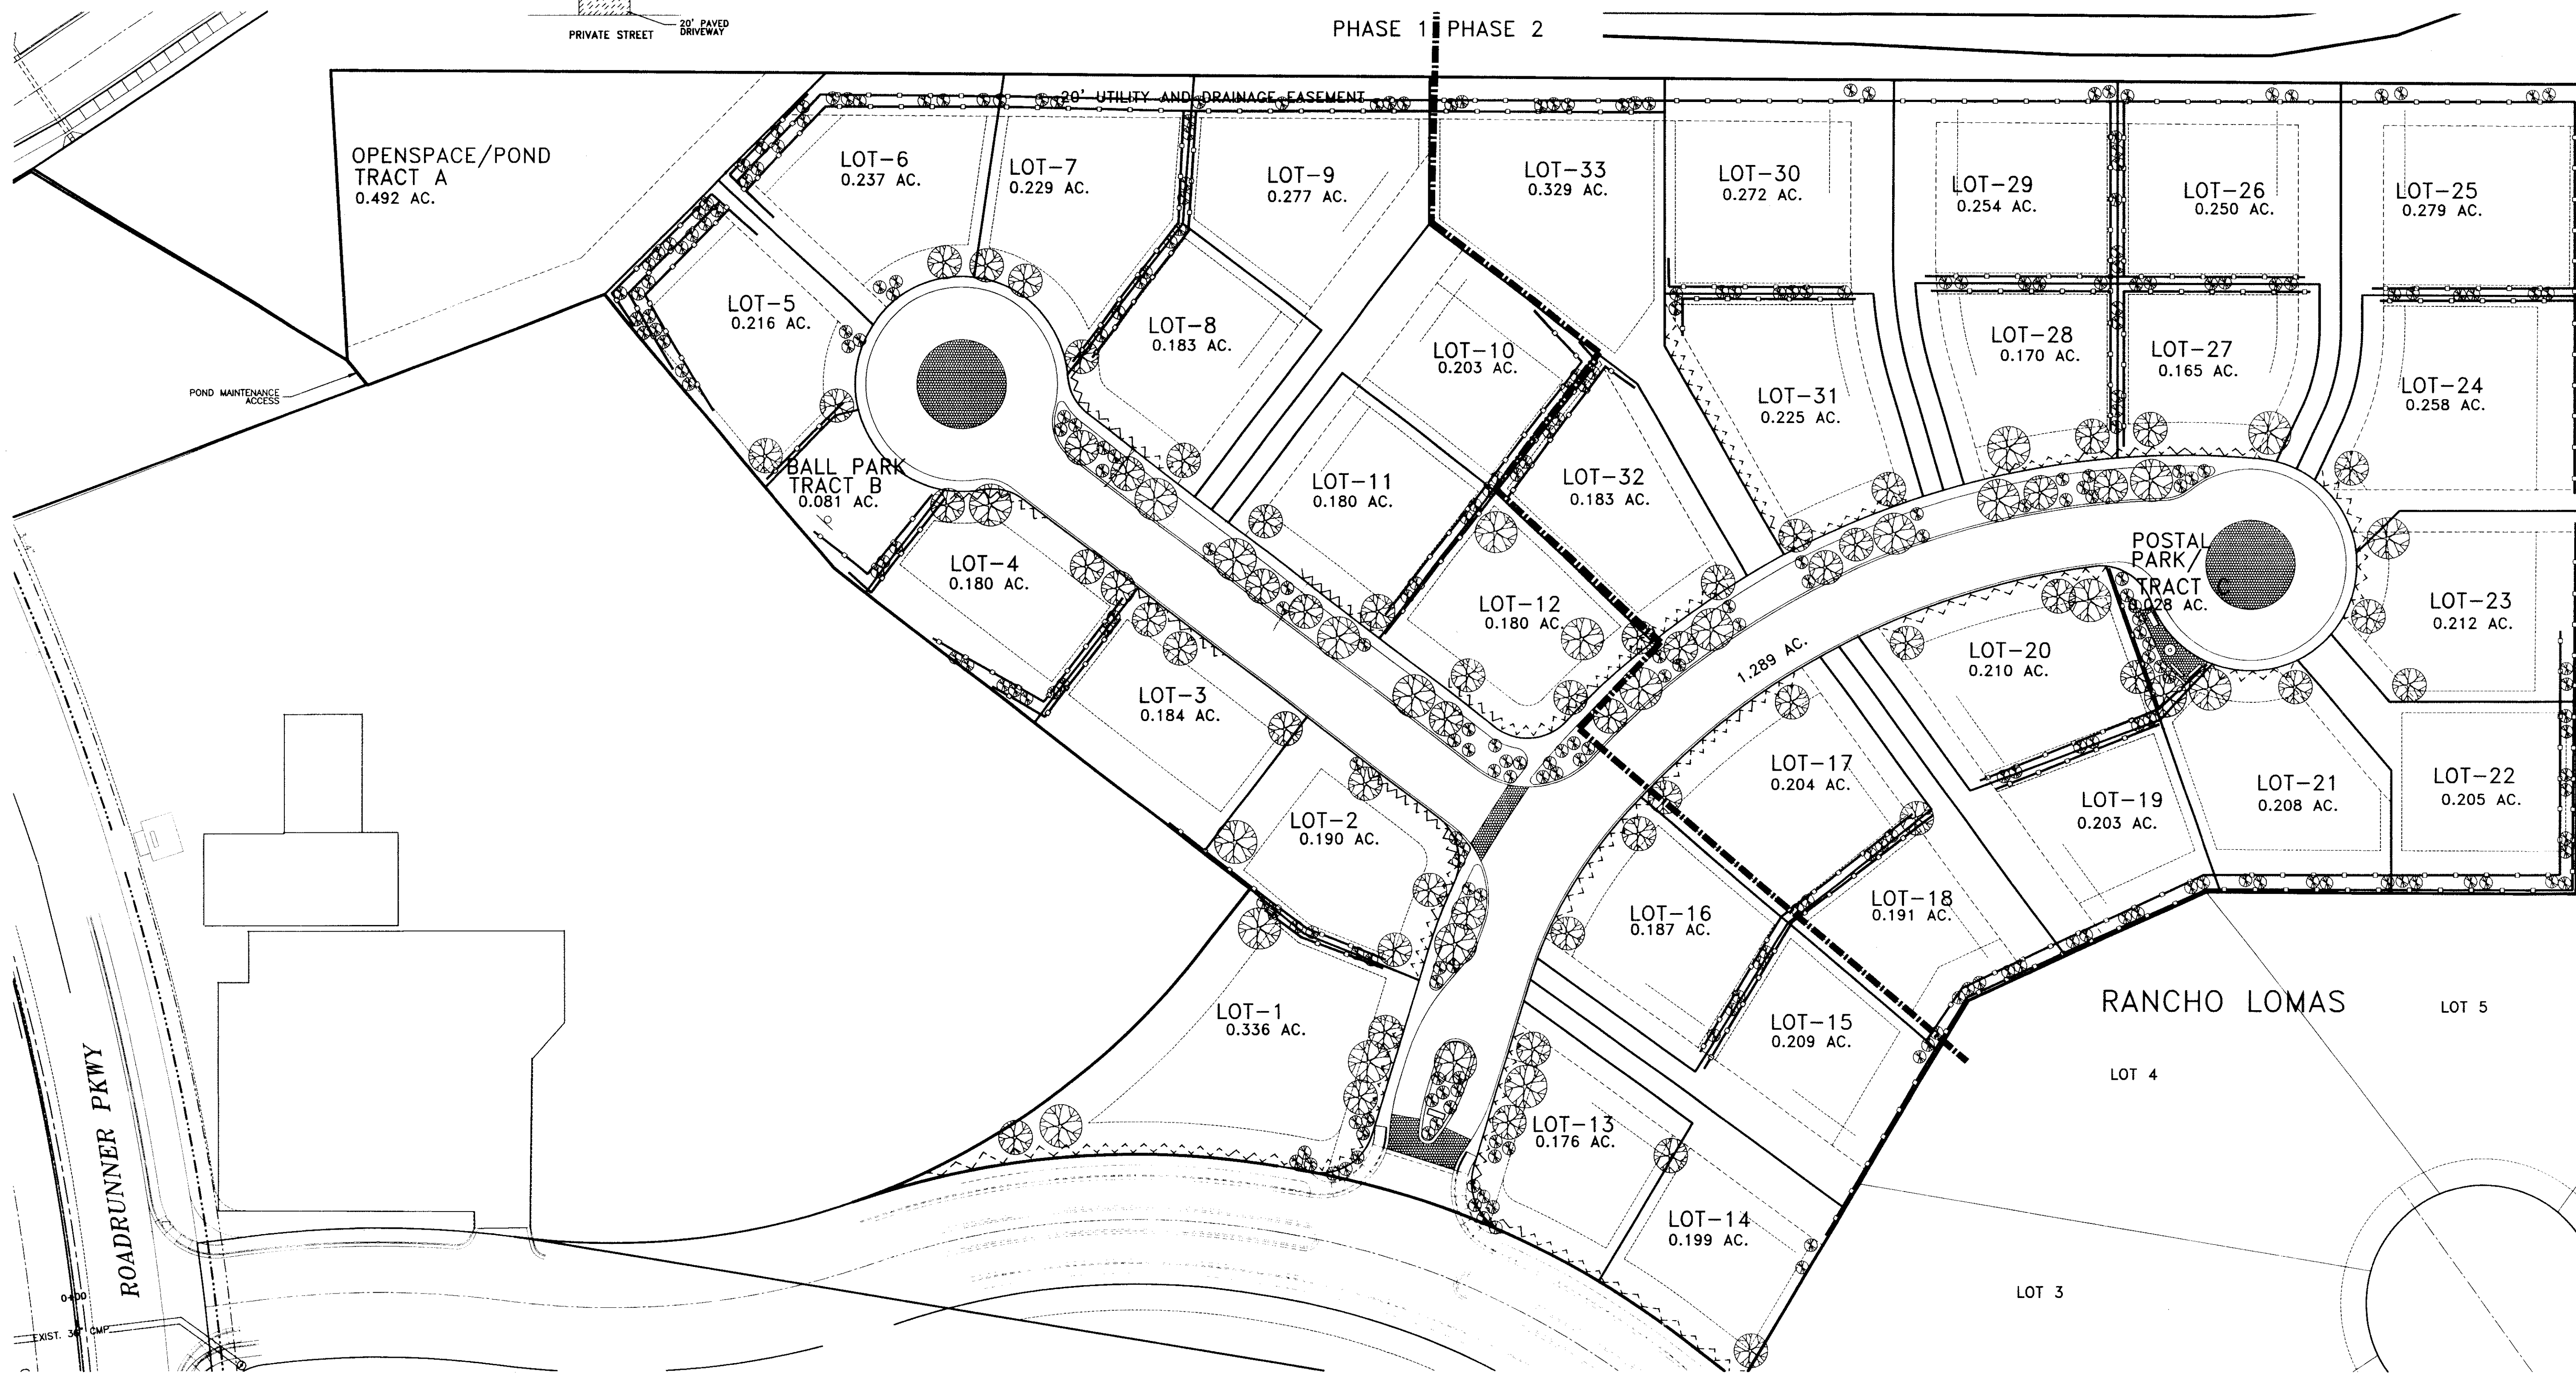 20' PAVED
DRIVEWAY
PRIVATE STREET
PHASE 1 PHASE 2
20' UTILITY AND DRAINAGE EASEMENT
OPENSPACE/POND
TRACT A
0.492 AC.
LOT-6
0.237 AC.
LOT-7
0.229 AC.
LOT-9
0.277 AC.
LOT-33
0.329 AC.
LOT-30
0.272 AC.
LOT-29
0.254 AC.
LOT-26
0.250 AC.
LOT-25
0.279 AC.
LOT-5
0.216 AC.
LOT-8
0.183 AC.
LOT-10
0.203 AC.
LOT-31
0.225 AC.
LOT-28
0.170 AC.
LOT-27
0.165 AC.
LOT-24
0.258 AC.
POND MAINTENANCE
ACCESS
BALL PARK
TRACT B
0.081 AC.
LOT-11
0.180 AC.
LOT-32
0.183 AC.
LOT-4
0.180 AC.
LOT-12
0.180 AC.
POSTAL
PARK/
TRACT C
0.028 AC.
LOT-23
0.212 AC.
1.289 AC.
LOT-20
0.210 AC.
LOT-3
0.184 AC.
LOT-17
0.204 AC.
LOT-19
0.203 AC.
LOT-21
0.208 AC.
LOT-22
0.205 AC.
LOT-2
0.190 AC.
LOT-16
0.187 AC.
LOT-18
0.191 AC.
LOT-1
0.336 AC.
LOT-15
0.209 AC.
RANCHO LOMAS
LOT 5
LOT 4
LOT-13
0.176 AC.
LOT-14
0.199 AC.
LOT 3
ROADRUNNER PKWY
0+00
EXIST. 36" CMP